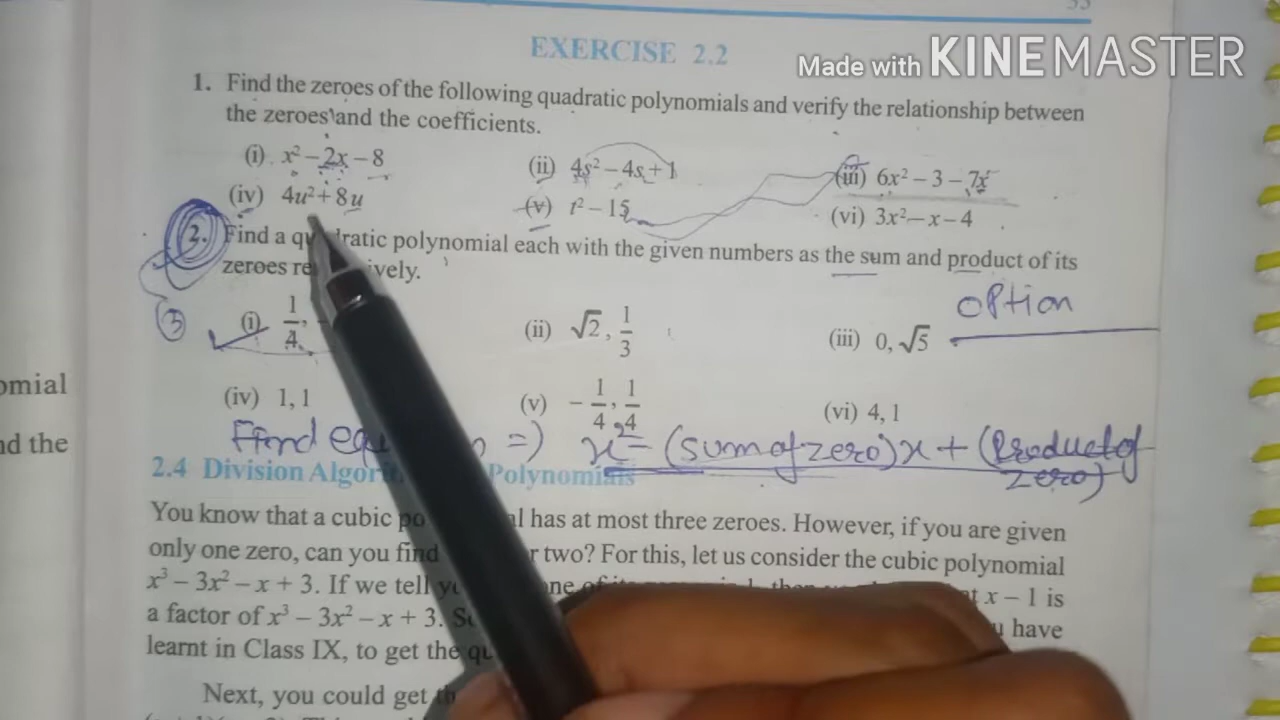 Made with KINEMASTER
EXERCISE 2.2
1. Find the zeroes of the following quadratic polynomials and verify the relationship between
the zeroes and the coefficients.
(i) x² – 2x – 8 (ii) 4s² – 4s + 1 (iii) 6x² – 3 – 7x
(iv) 4u² + 8u (v) t² – 15 (vi) 3x² – x – 4
2. Find a quadratic polynomial each with the given numbers as the sum and product of its
zeroes
option
3 (i) 1/4, (ii) √2, 1/3 (iii) 0, √5
(iv) 1, 1 (v) –1/4, 1/4 (vi) 4, 1
Find => x² – (sum of zero)x + (Product of
zero)
omial
nd the
2.4 Division Polynomials
You know that a cubic has at most three zeroes. However, if you are given
only one zero, can you find two? For this, let us consider the cubic polynomial
x³ – 3x² – x + 3. If we tell x – 1 is
a factor of x³ – 3x² – x + 3. have
learnt in Class IX, to get the
Next, you could get